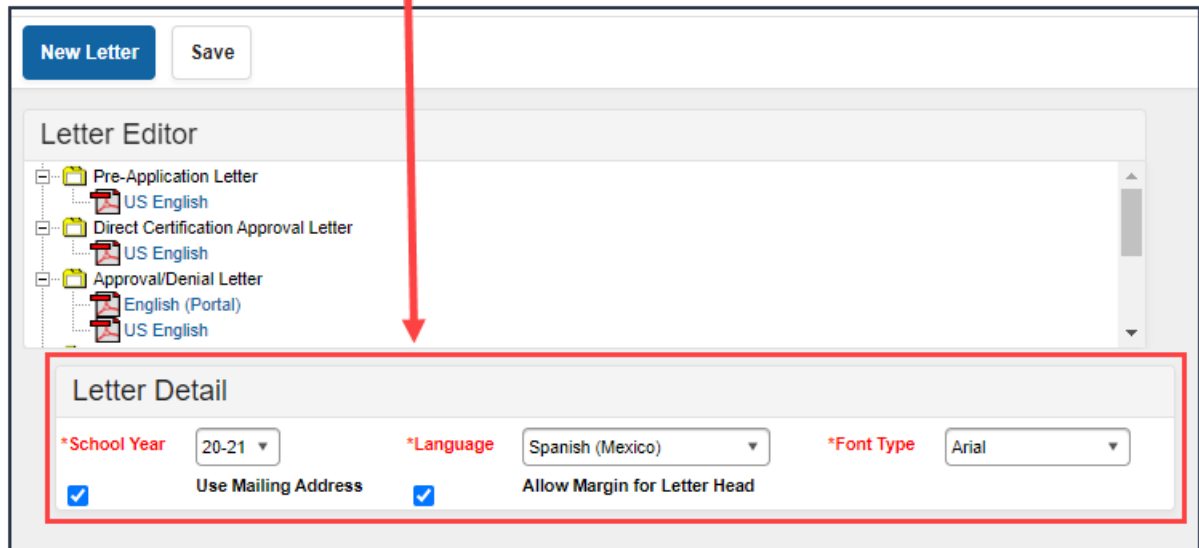 New Letter Save
Letter Editor
Pre-Application Letter
US English
Direct Certification Approval Letter
US English
Approval/Denial Letter
English (Portal)
US English
Letter Detail
*School Year 20-21 *Language Spanish (Mexico) *Font Type Arial
Use Mailing Address Allow Margin for Letter Head